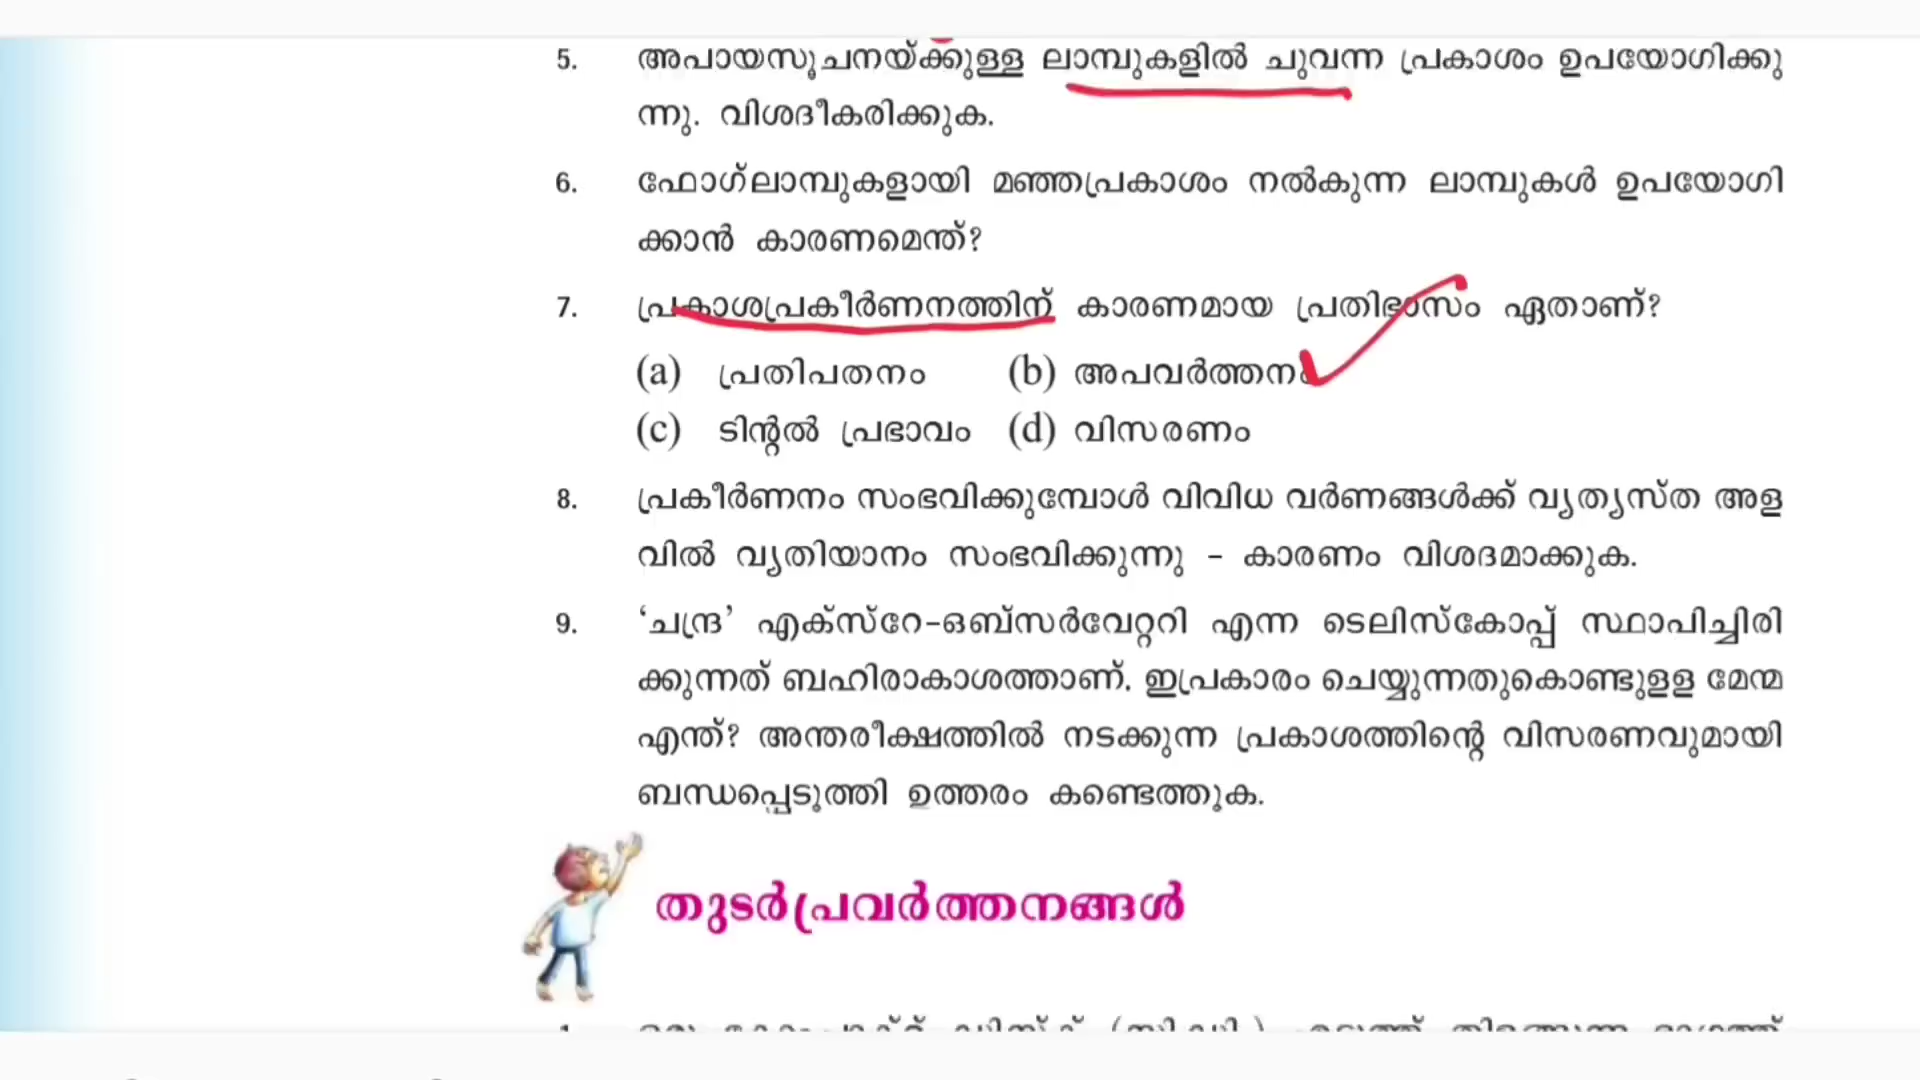 5. അപായസൂചനയ്ക്കുള്ള ലാമ്പുകളിൽ ചുവന്ന പ്രകാശം ഉപയോഗിക്കു
ന്നു. വിശദീകരിക്കുക.
6. ഫോഗ്‌ലാമ്പുകളായി മഞ്ഞപ്രകാശം നൽകുന്ന ലാമ്പുകൾ ഉപയോഗി
ക്കാൻ കാരണമെന്ത്?
7. പ്രകാശപ്രകീർണനത്തിന് കാരണമായ പ്രതിഭാസം ഏതാണ്?
(a) പ്രതിപതനം (b) അപവർത്തനം
(c) ടിന്റൽ പ്രഭാവം (d) വിസരണം
8. പ്രകീർണനം സംഭവിക്കുമ്പോൾ വിവിധ വർണങ്ങൾക്ക് വ്യത്യസ്ത അള
വിൽ വ്യതിയാനം സംഭവിക്കുന്നു - കാരണം വിശദമാക്കുക.
9. ‘ചന്ദ്ര’ എക്സ്റേ-ഒബ്സർവേറ്ററി എന്ന ടെലിസ്കോപ്പ് സ്ഥാപിച്ചിരി
ക്കുന്നത് ബഹിരാകാശത്താണ്. ഇപ്രകാരം ചെയ്യുന്നതുകൊണ്ടുളള മേന്മ
എന്ത്? അന്തരീക്ഷത്തിൽ നടക്കുന്ന പ്രകാശത്തിന്റെ വിസരണവുമായി
ബന്ധപ്പെടുത്തി ഉത്തരം കണ്ടെത്തുക.
തുടർപ്രവർത്തനങ്ങൾ